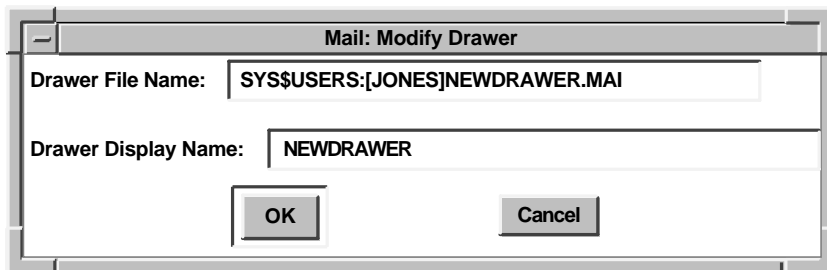 Mail: Modify Drawer
Drawer File Name: SYS$USERS:[JONES]NEWDRAWER.MAI
Drawer Display Name: NEWDRAWER
OK Cancel